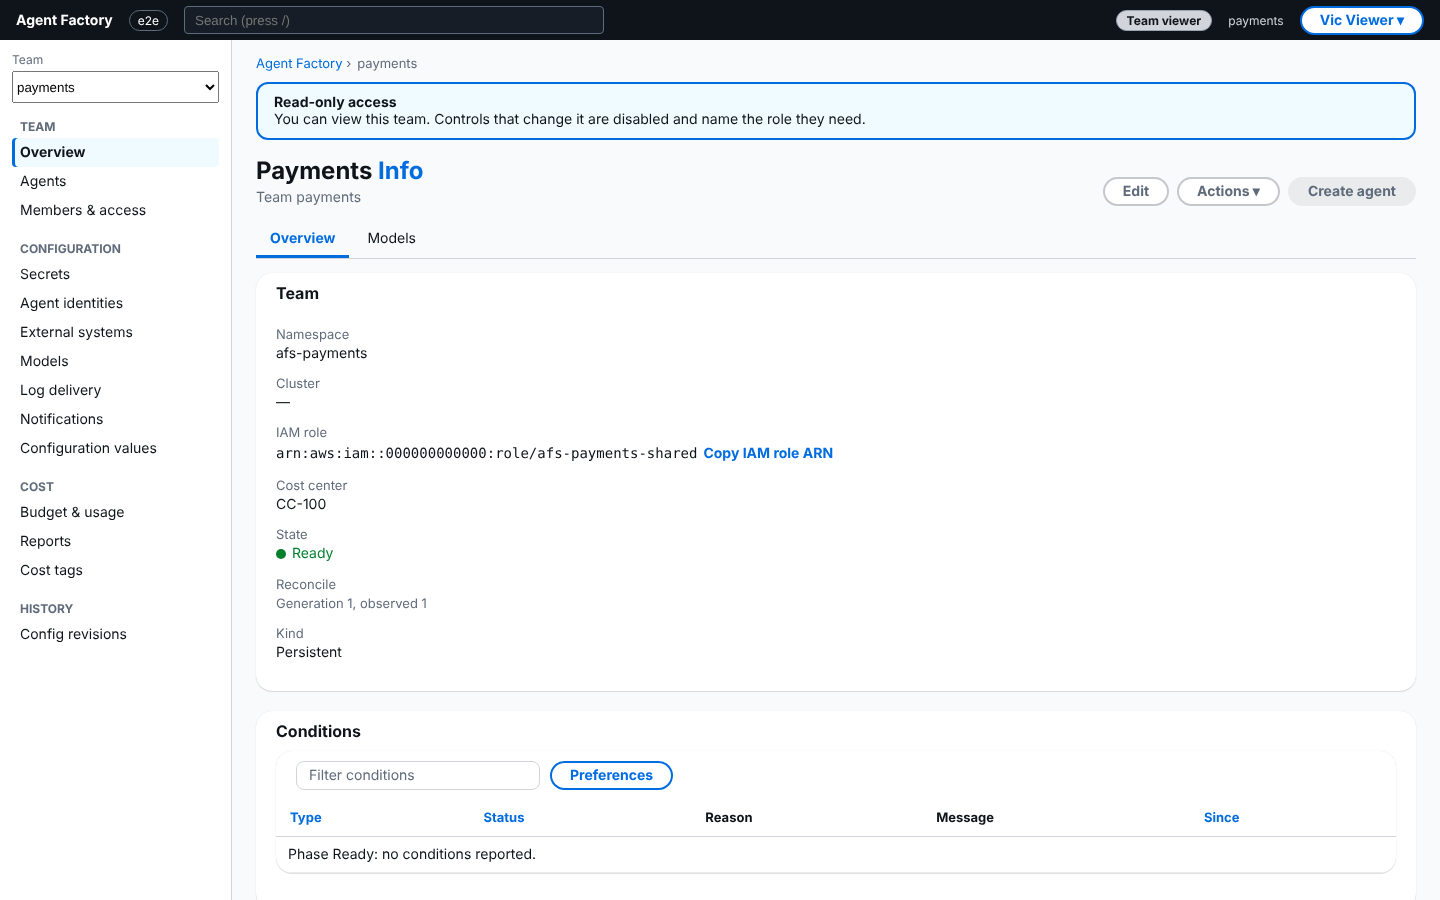 Agent Factory e2e Search (press /) Team viewer payments Vic Viewer ▾
Team
payments
TEAM
Overview
Agents
Members & access
CONFIGURATION
Secrets
Agent identities
External systems
Models
Log delivery
Notifications
Configuration values
COST
Budget & usage
Reports
Cost tags
HISTORY
Config revisions
Agent Factory › payments
Read-only access
You can view this team. Controls that change it are disabled and name the role they need.
Payments Info
Team payments
Edit Actions ▾ Create agent
Overview Models
Team
Namespace
afs-payments
Cluster
—
IAM role
arn:aws:iam::000000000000:role/afs-payments-shared Copy IAM role ARN
Cost center
CC-100
State
Ready
Reconcile
Generation 1, observed 1
Kind
Persistent
Conditions
Filter conditions Preferences
Type Status Reason Message Since
Phase Ready: no conditions reported.